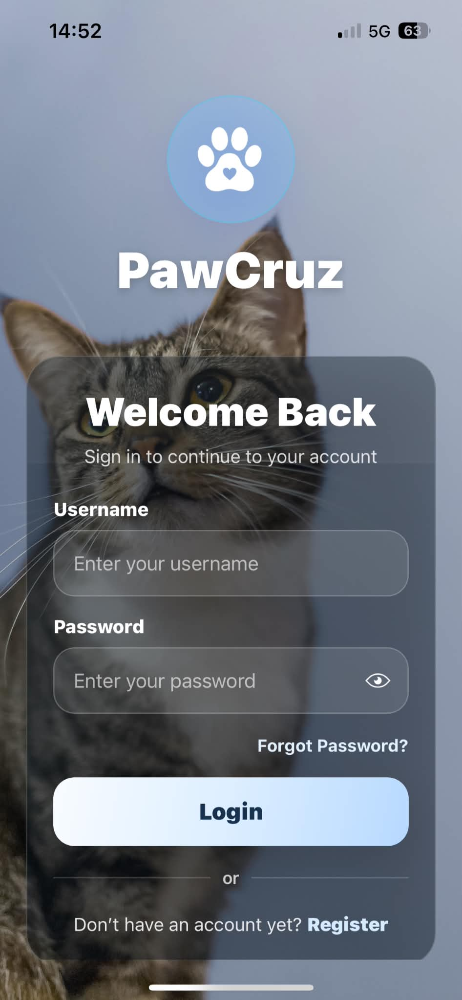 14:52
5G 63
PawCruz
Welcome Back
Sign in to continue to your account
Username
Enter your username
Password
Enter your password
Forgot Password?
Login
or
Don’t have an account yet? Register